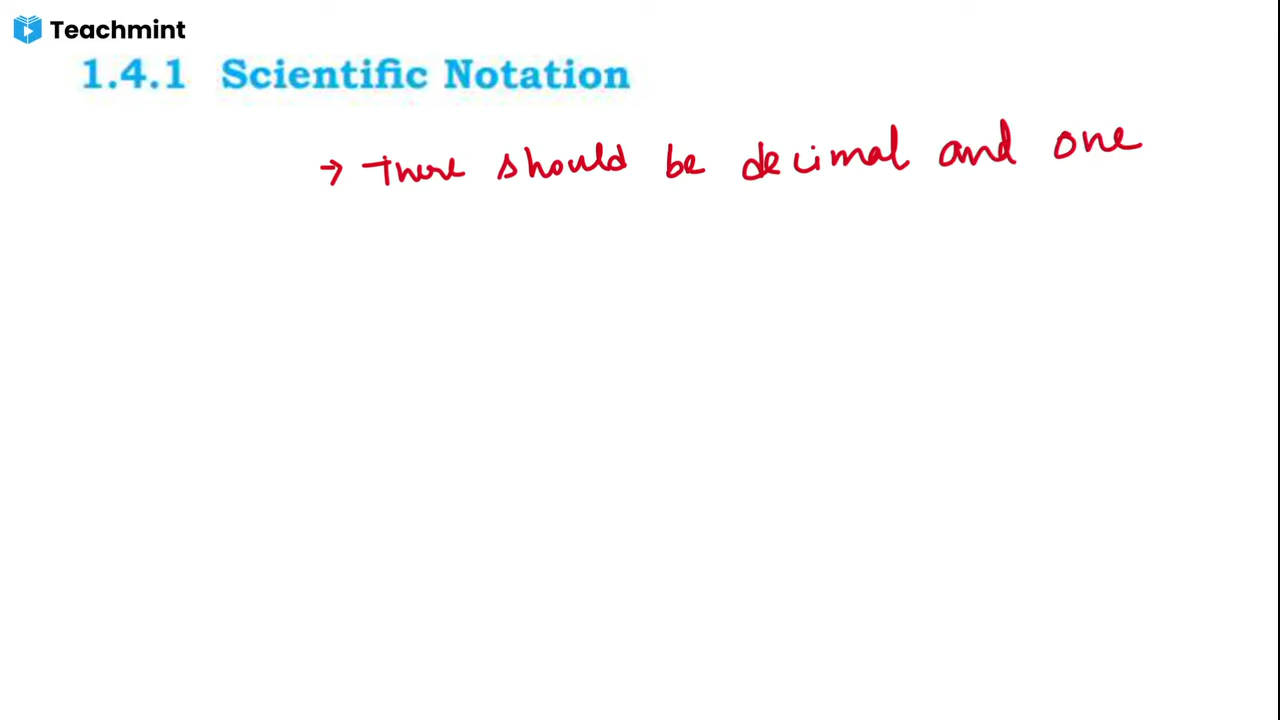 Teachmint
1.4.1 Scientific Notation
→ There should be decimal and one